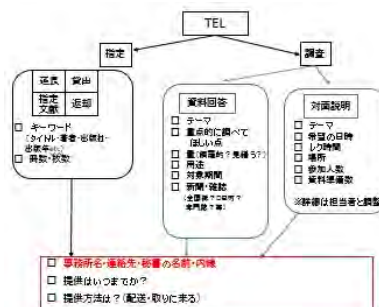 TEL
指定
調査
延長
貸出
指定
文献
返却
□ キーワード
(タイトル・著者・出版社・
出版年etc.)
□ 冊数・枚数
資料回答
□ テーマ
□ 重点的に調べて
ほしい点
□ 量(網羅的?見繕う?)
□ 用途
□ 対象期間
□ 新聞・雑誌
対面説明
□ テーマ
□ 希望の日時
□ レク時間
□ 場所
□ 参加人数
□ 資料準備数
※詳細は担当者と調整
□ 事務所名・連絡先・秘書の名前・内線
□ 提供はいつまでか?
□ 提供方法は?(配送・取りに来る)